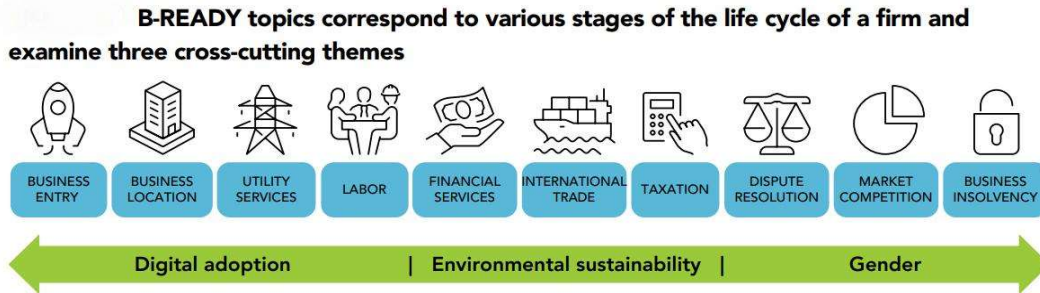 B-READY topics correspond to various stages of the life cycle of a firm and
examine three cross-cutting themes
BUSINESS
ENTRY
BUSINESS
LOCATION
UTILITY
SERVICES
LABOR
FINANCIAL
SERVICES
INTERNATIONAL
TRADE
TAXATION
DISPUTE
RESOLUTION
MARKET
COMPETITION
BUSINESS
INSOLVENCY
Digital adoption | Environmental sustainability | Gender